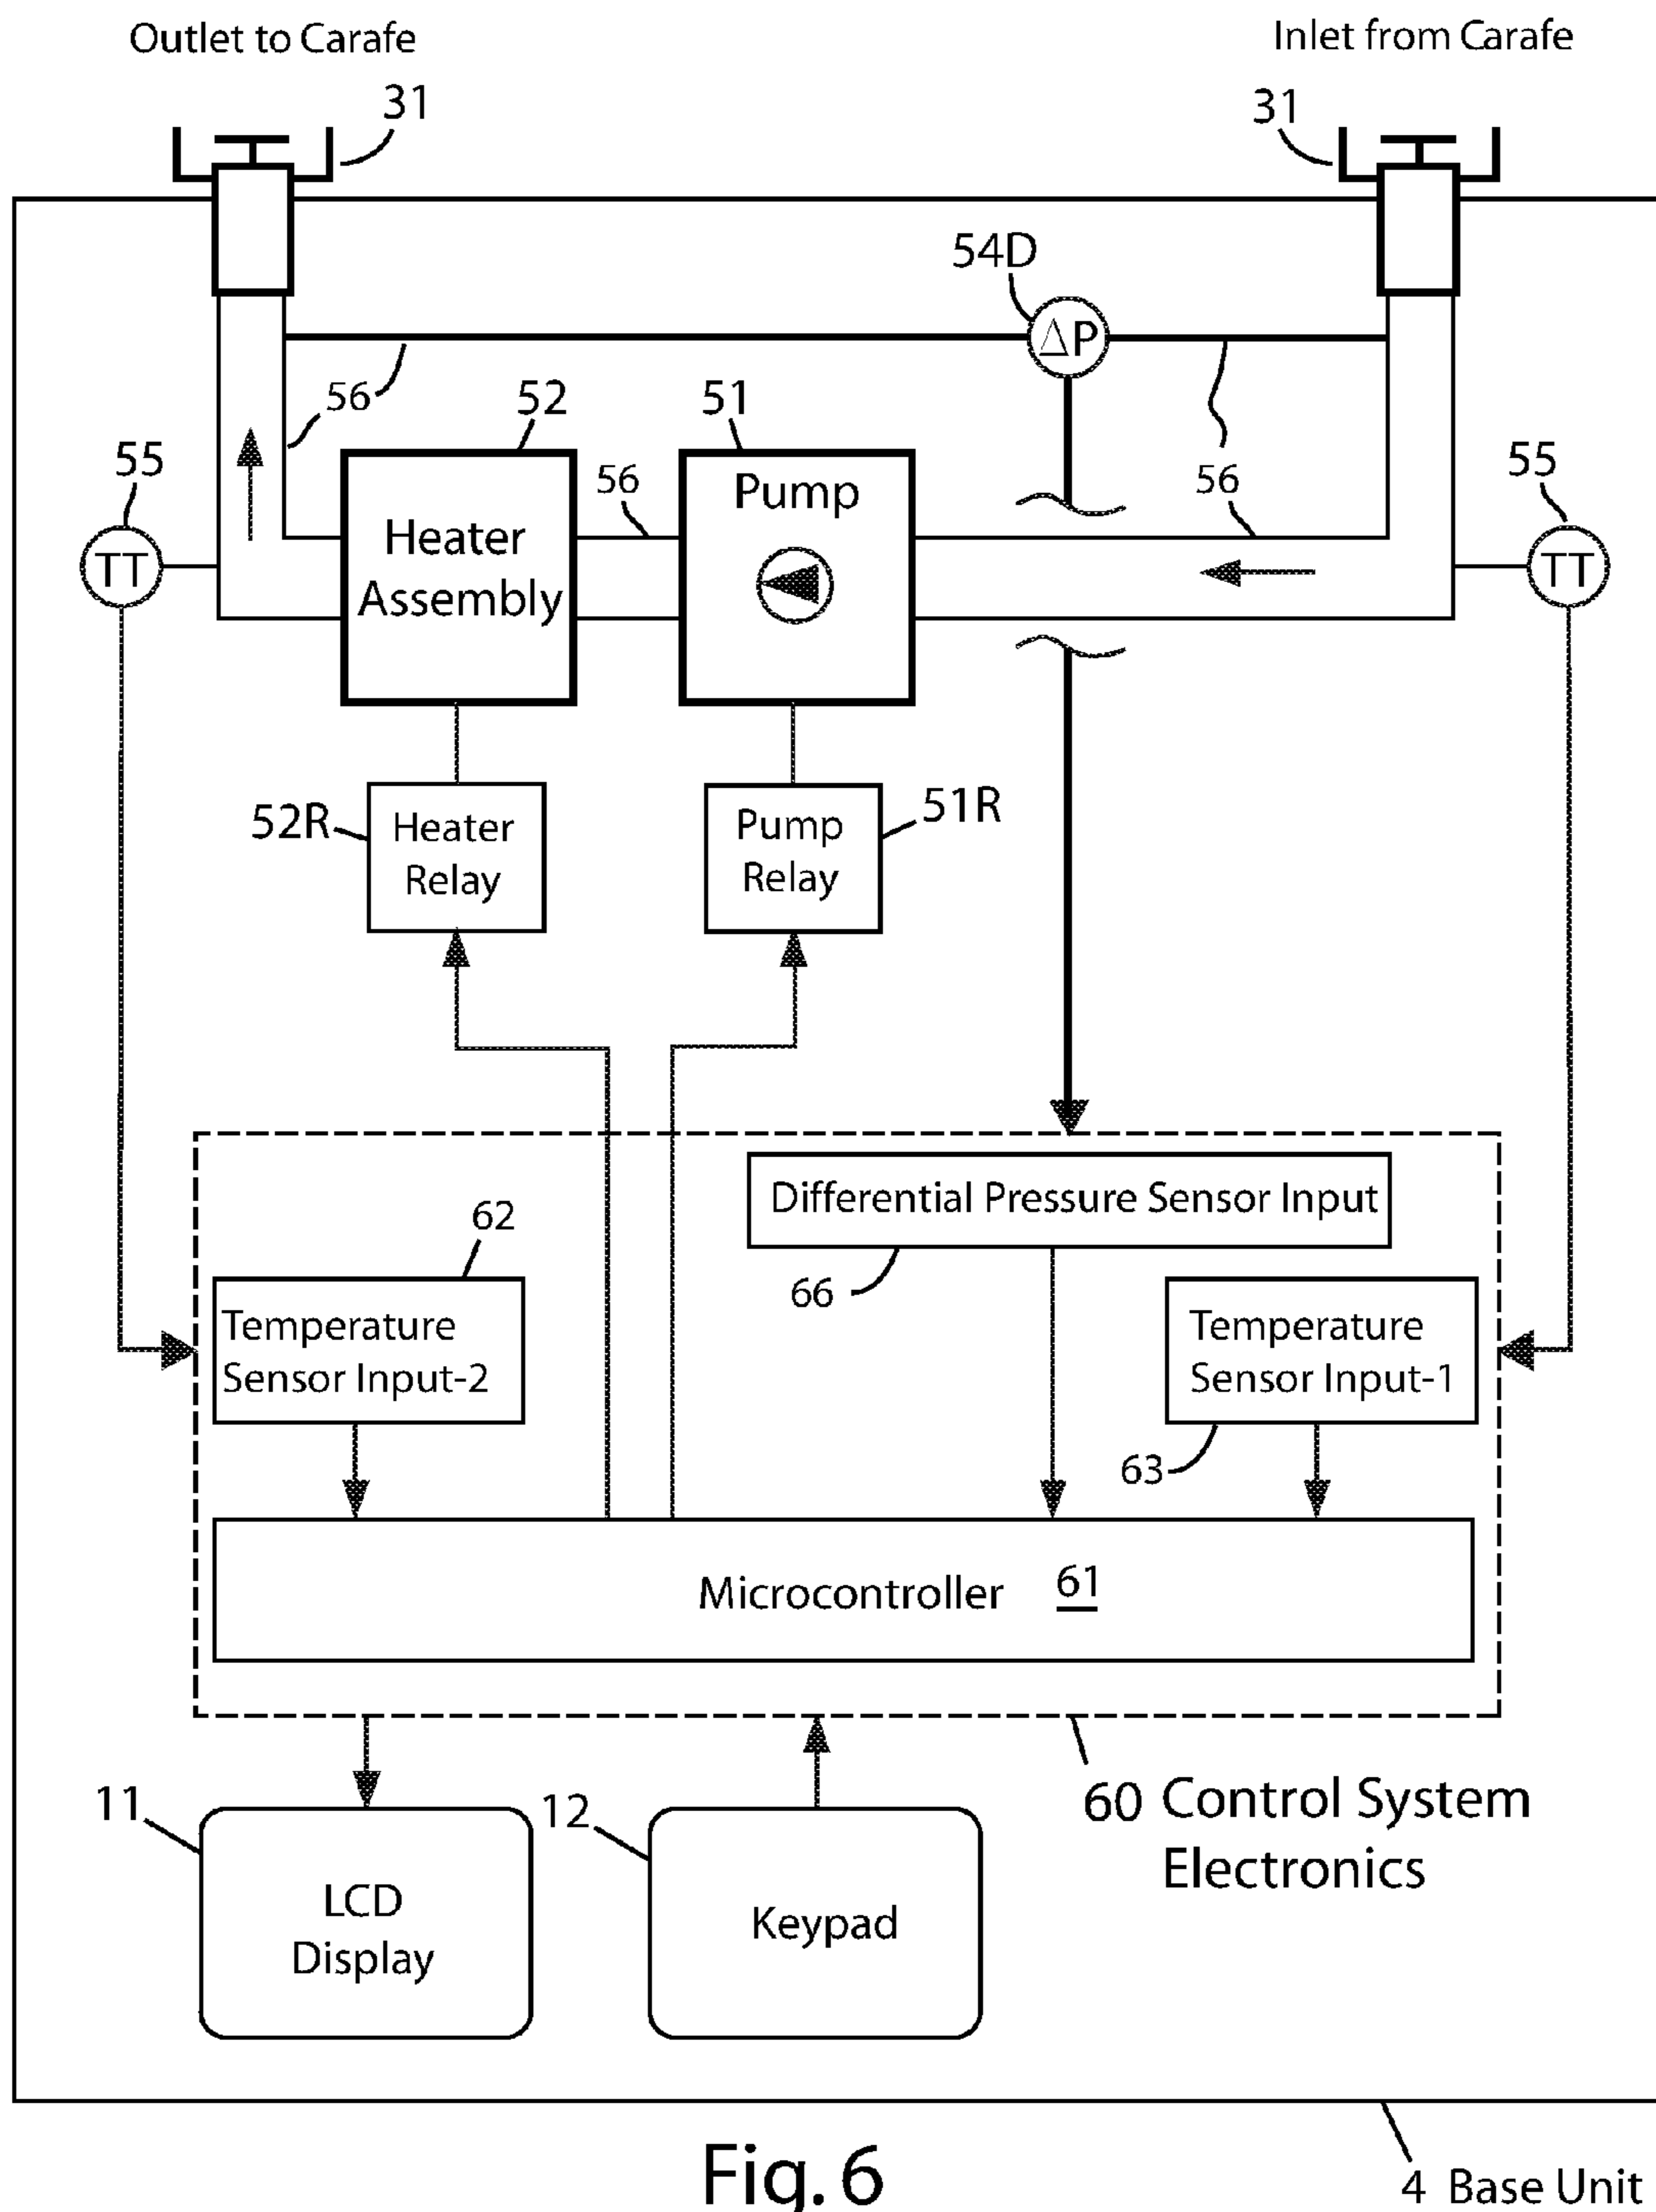 Outlet to Carafe
Inlet from Carafe
31
31
54D
ΔP
56
52
51
55
55
56
56
Pump
Heater
Assembly
TT
TT
52R
Heater
Relay
Pump
Relay
51R
Differential Pressure Sensor Input
62
66
Temperature
Sensor Input-2
Temperature
Sensor Input-1
63
Microcontroller 61
11
12
60 Control System
Electronics
LCD
Display
Keypad
Fig. 6
4 Base Unit